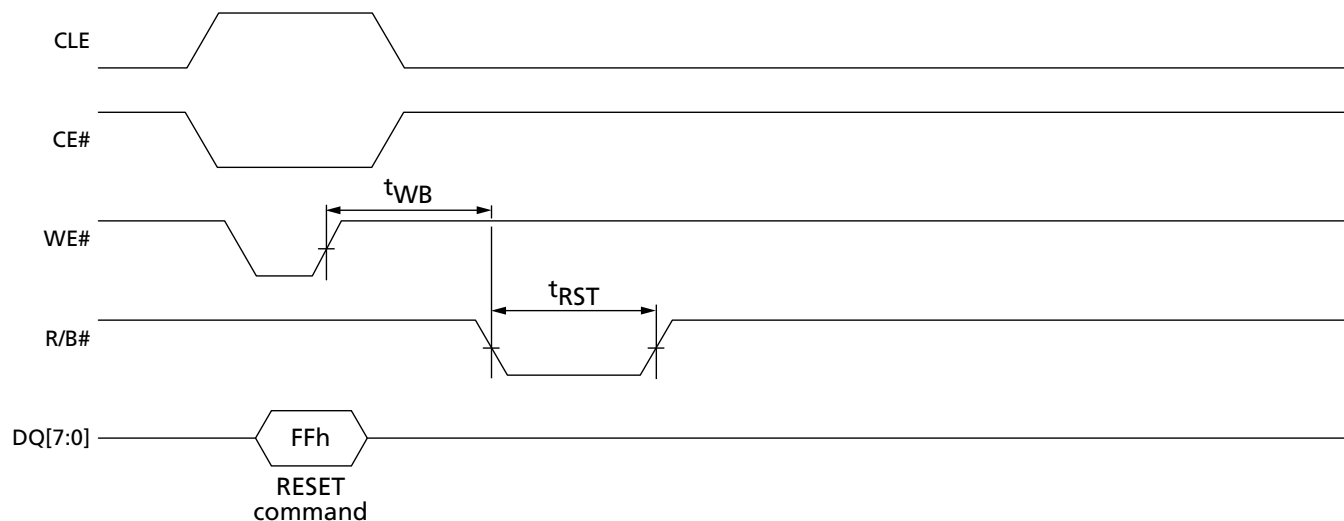 CLE
CE#
tWB
WE#
tRST
R/B#
DQ[7:0]
FFh
RESET
command